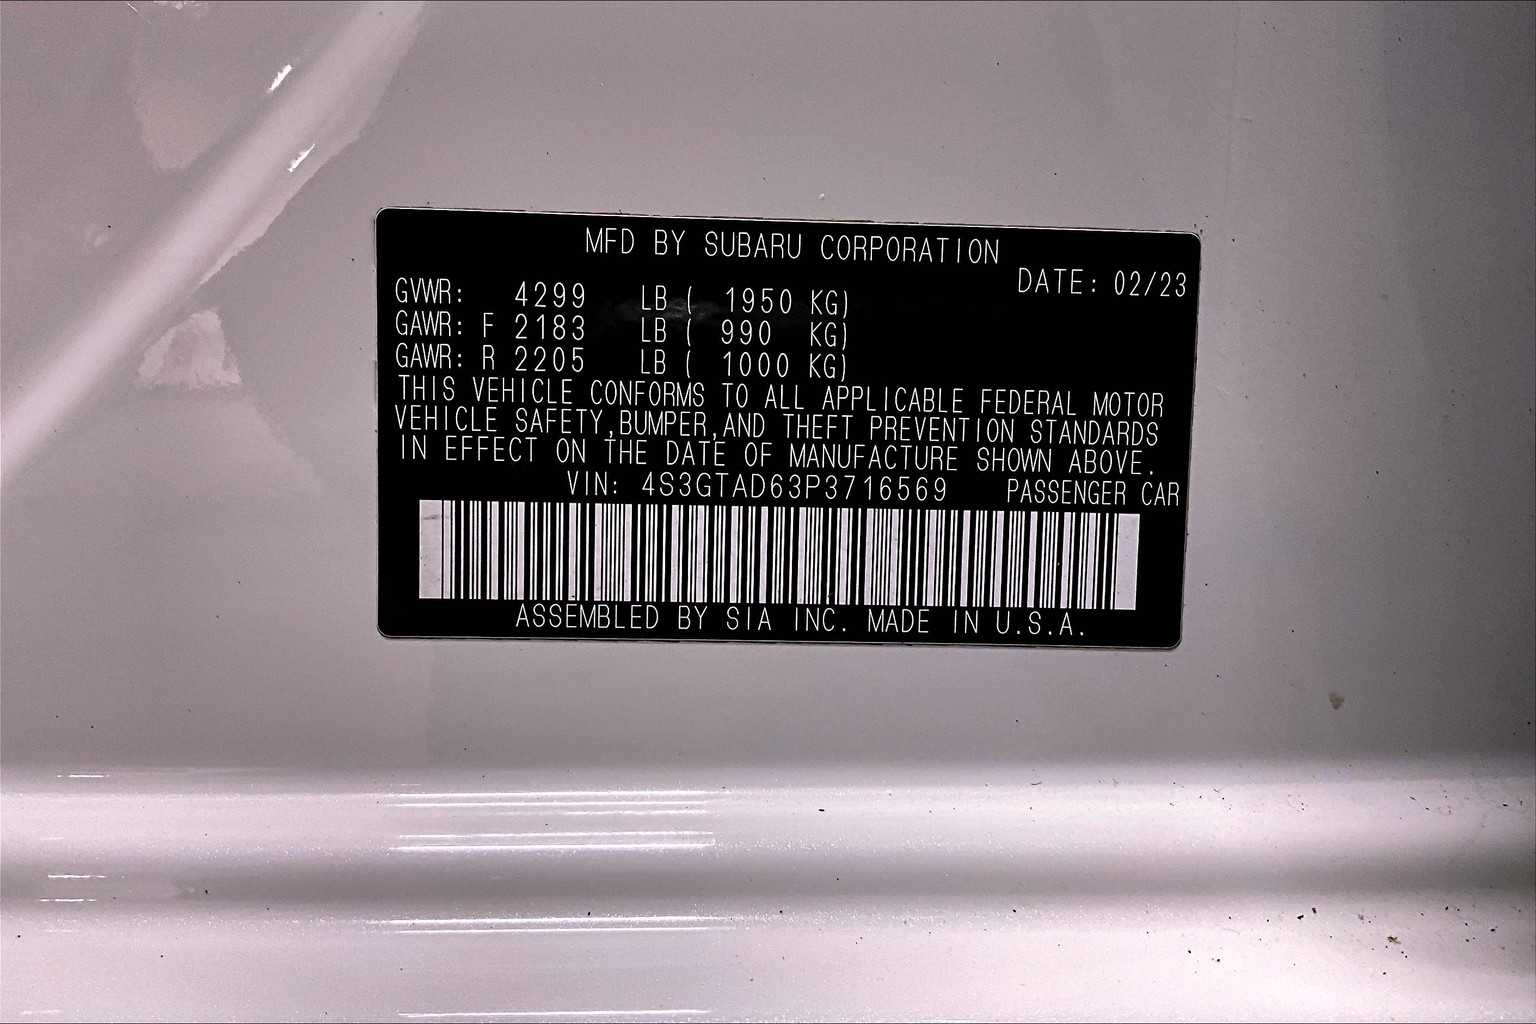 MFD BY SUBARU CORPORATION
DATE: 02/23
GVWR: 4299 LB ( 1950 KG)
GAWR: F 2183 LB ( 990 KG)
GAWR: R 2205 LB ( 1000 KG)
THIS VEHICLE CONFORMS TO ALL APPLICABLE FEDERAL MOTOR
VEHICLE SAFETY,BUMPER,AND THEFT PREVENTION STANDARDS
IN EFFECT ON THE DATE OF MANUFACTURE SHOWN ABOVE.
VIN: 4S3GTAD63P3716569 PASSENGER CAR
ASSEMBLED BY SIA INC. MADE IN U.S.A.